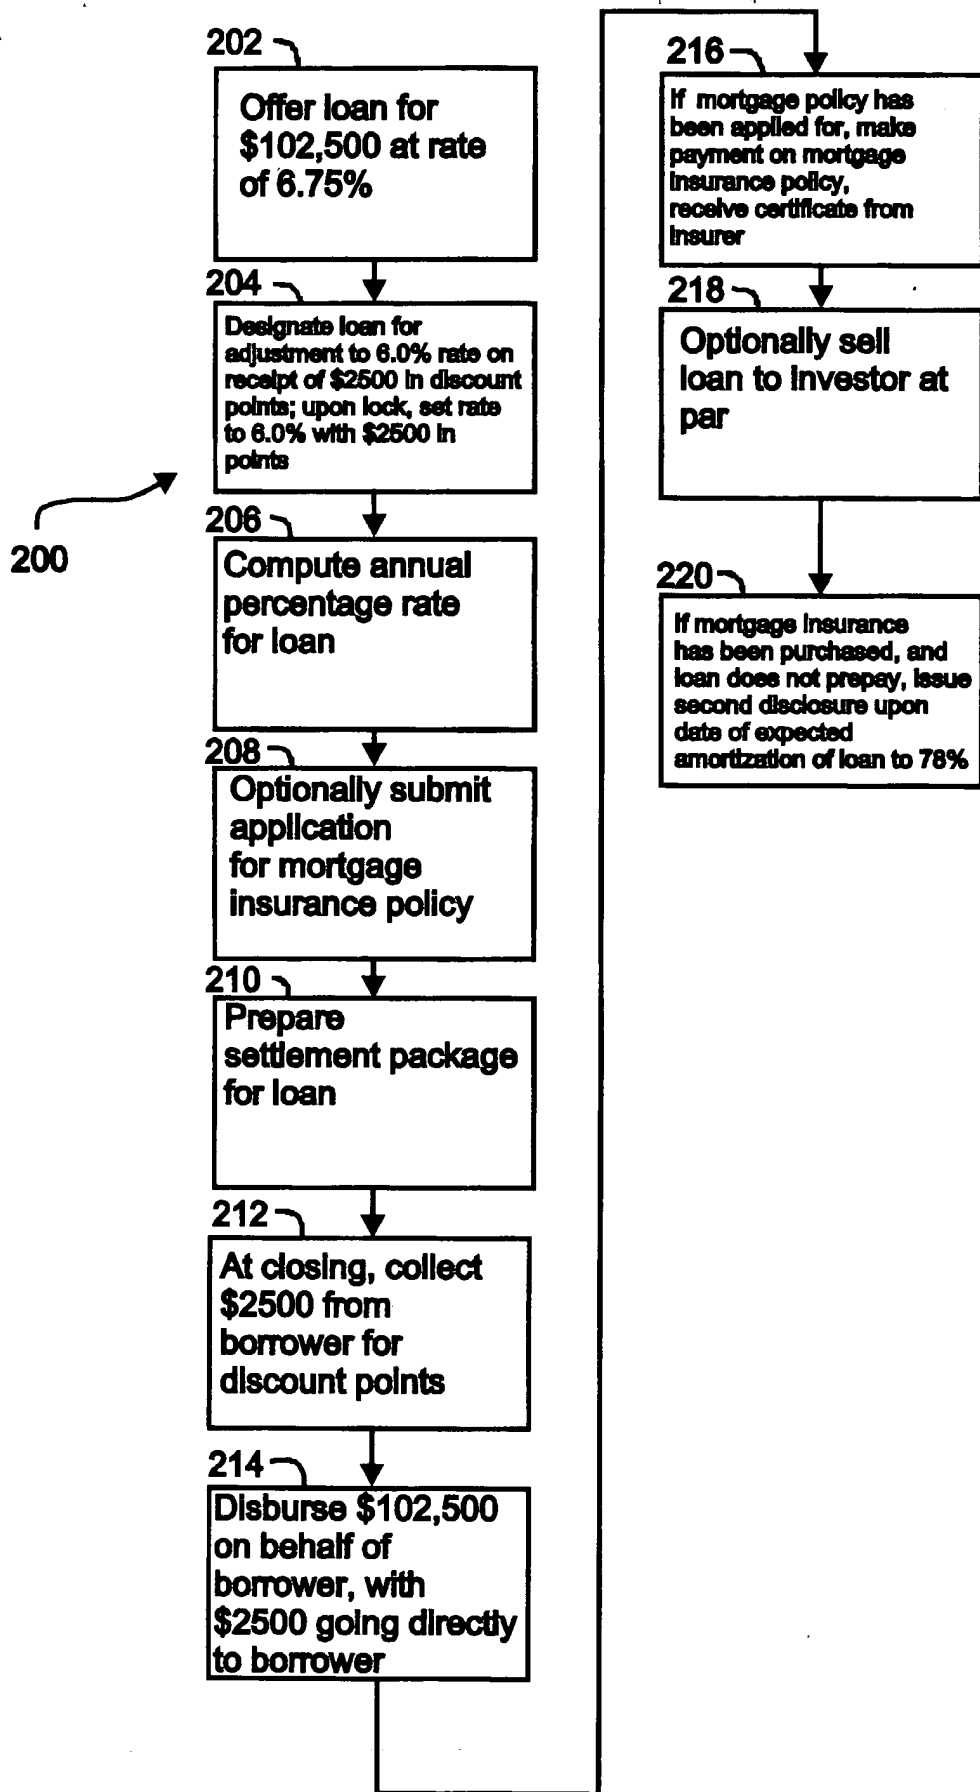 202
Offer loan for
$102,500 at rate
of 6.75%
204
Designate loan for
adjustment to 6.0% rate on
receipt of $2500 in discount
points; upon lock, set rate
to 6.0% with $2500 in
points
200
206
Compute annual
percentage rate
for loan
208
Optionally submit
application
for mortgage
insurance policy
210
Prepare
settlement package
for loan
212
At closing, collect
$2500 from
borrower for
discount points
214
Disburse $102,500
on behalf of
borrower, with
$2500 going directly
to borrower
216
If mortgage policy has
been applied for, make
payment on mortgage
insurance policy,
receive certificate from
insurer
218
Optionally sell
loan to investor at
par
220
If mortgage insurance
has been purchased, and
loan does not prepay, issue
second disclosure upon
date of expected
amortization of loan to 78%